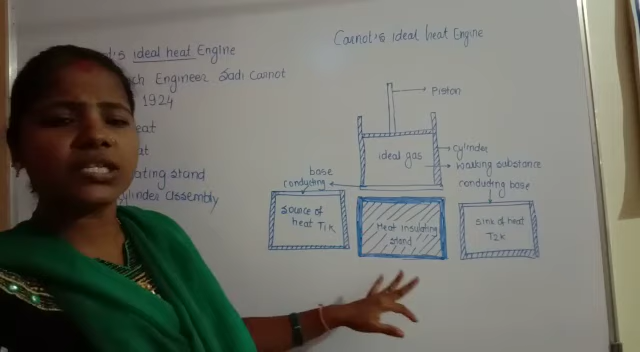 's ideal heat Engine
ch Engineer Sadi Carnot
1924
eat
at
ating stand
ylinder assembly
Carnot's ideal heat Engine
Piston
ideal gas
cylinder
working substance
base
conducting
conducting base
Source of
heat T1K
Heat insulating
stand
Sink of heat
T2K